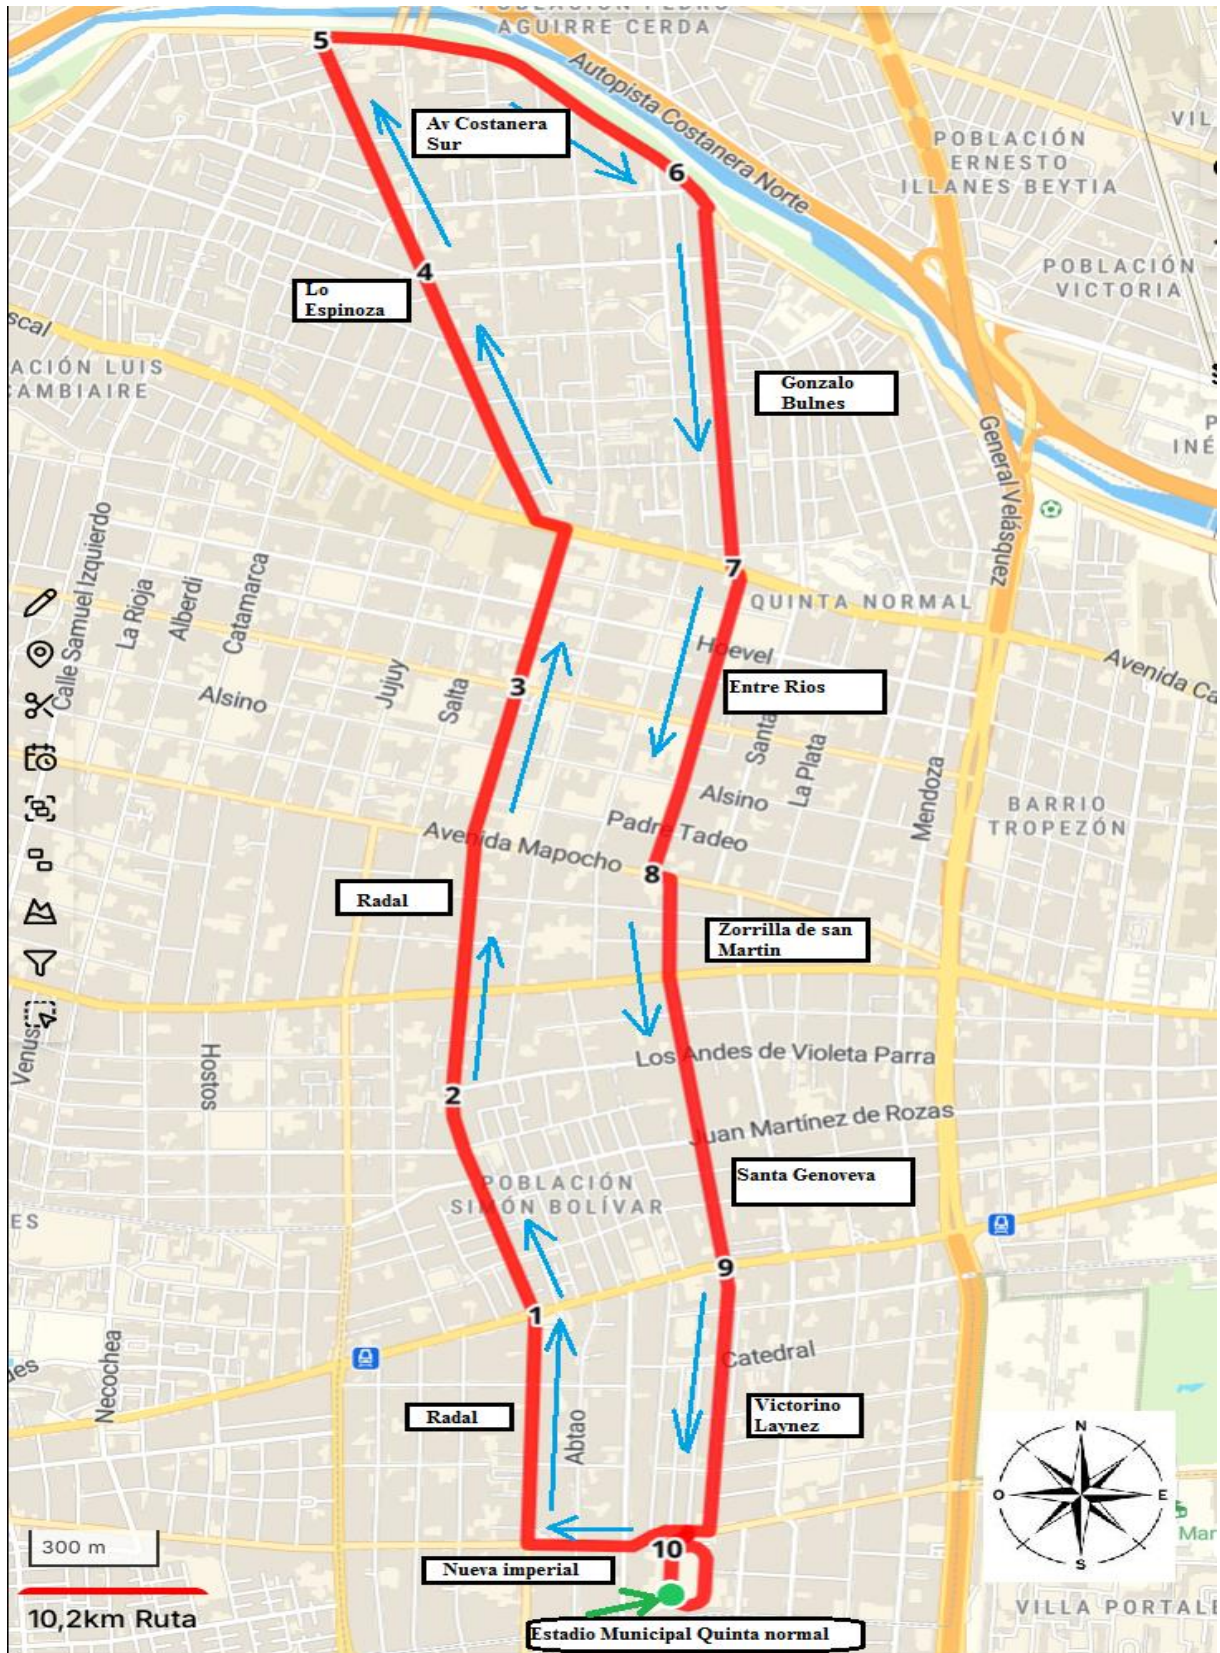 AGUIRRE CERDA
5
Autopista Costanera Norte
Av Costanera
Sur
POBLACIÓN
ERNESTO
ILLANES BEYTIA
6
4
POBLACIÓN
VICTORIA
Lo
Espinoza
LUIS
CAMBIAIRE
Gonzalo
Bulnes
General Velásquez
7
QUINTA NORMAL
Calle Samuel Izquierdo
La Rioja
Alberdi
Catamarca
Hoevel
Avenida
3
Entre Rios
Alsino
Jujuy
Salta
Santa
La Plata
Mendoza
Alsino
BARRIO
TROPEZÓN
Avenida Mapocho
Padre Tadeo
8
Radal
Zorrilla de san
Martin
Venus
Hostos
Los Andes de Violeta Parra
2
Juan Martínez de Rozas
POBLACIÓN
SIMÓN BOLÍVAR
Santa Genoveva
9
1
Necochea
Catedral
Radal
Abtao
Victorino
Laynez
N
O
E
S
300 m
10
Nueva imperial
10,2km Ruta
Estadio Municipal Quinta normal
VILLA